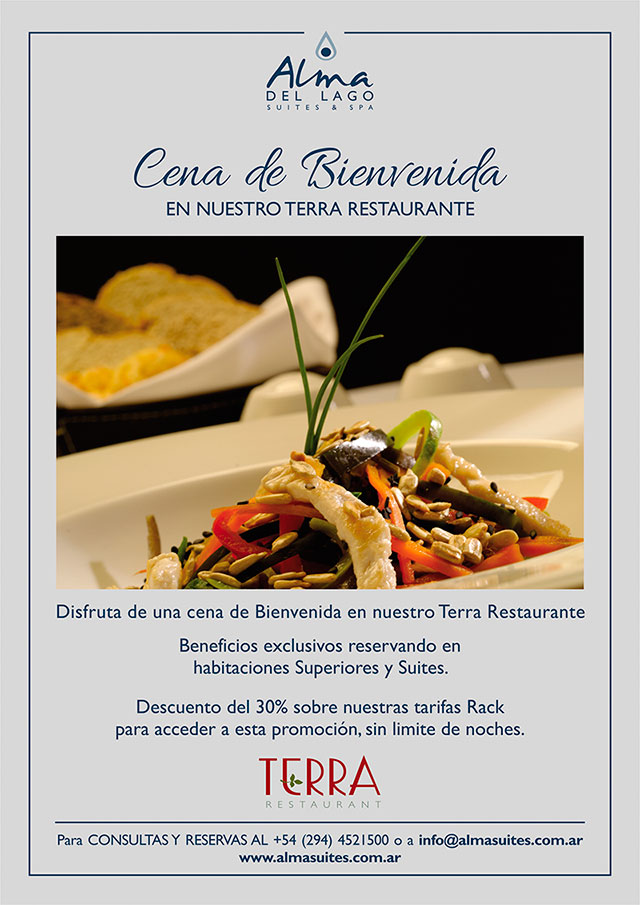 Alma
DEL LAGO
SUITES & SPA
Cena de Bienvenida
EN NUESTRO TERRA RESTAURANTE
Disfruta de una cena de Bienvenida en nuestro Terra Restaurante
Beneficios exclusivos reservando en
habitaciones Superiores y Suites.
Descuento del 30% sobre nuestras tarifas Rack
para acceder a esta promoción, sin limite de noches.
TERRA
RESTAURANT
Para CONSULTAS Y RESERVAS AL +54 (294) 4521500 o a info@almasuites.com.ar
www.almasuites.com.ar